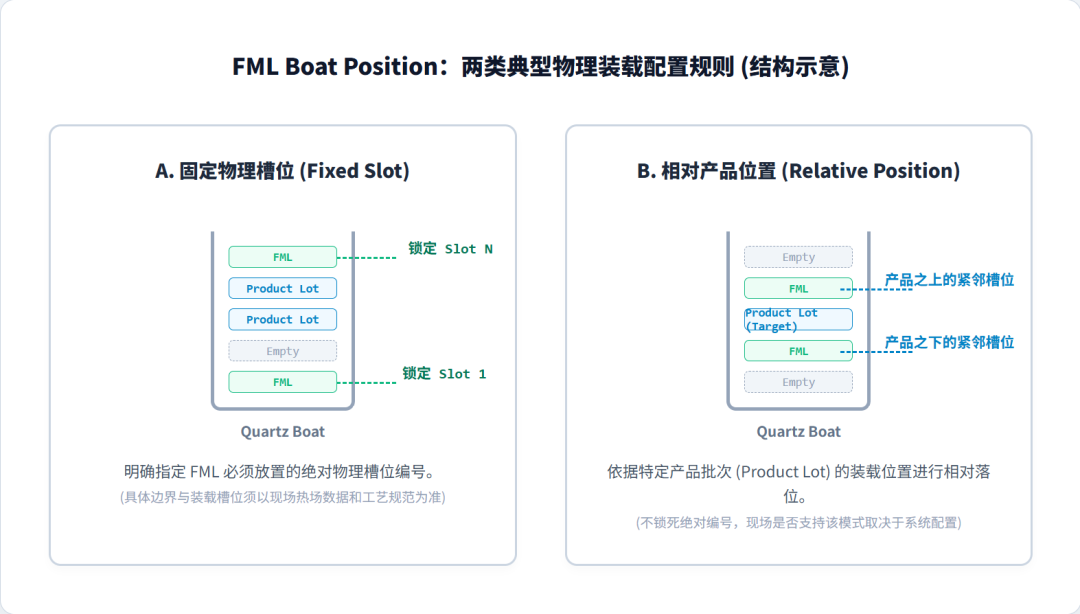 FML Boat Position：两类典型物理装载配置规则 (结构示意)
A. 固定物理槽位 (Fixed Slot)
FML
锁定 Slot N
Product Lot
Product Lot
Empty
FML
锁定 Slot 1
Quartz Boat
明确指定 FML 必须放置的绝对物理槽位编号。
(具体边界与装载槽位须以现场热场数据和工艺规范为准)
B. 相对产品位置 (Relative Position)
Empty
FML
产品之上的紧邻槽位
Product Lot
(Target)
FML
产品之下的紧邻槽位
Empty
Quartz Boat
依据特定产品批次 (Product Lot) 的装载位置进行相对落
位。
(不锁死绝对编号，现场是否支持该模式取决于系统配置)